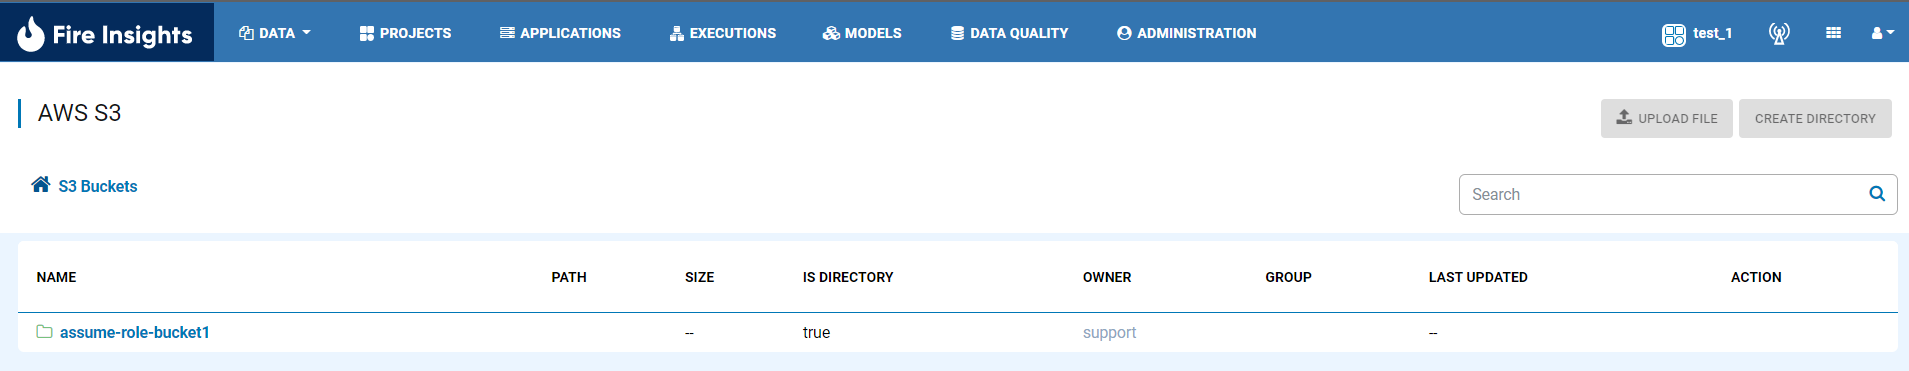 Fire Insights DATA PROJECTS APPLICATIONS EXECUTIONS MODELS DATA QUALITY ADMINISTRATION test_1
AWS S3
UPLOAD FILE CREATE DIRECTORY
S3 Buckets
Search
NAME PATH SIZE IS DIRECTORY OWNER GROUP LAST UPDATED ACTION
assume-role-bucket1 -- true support --